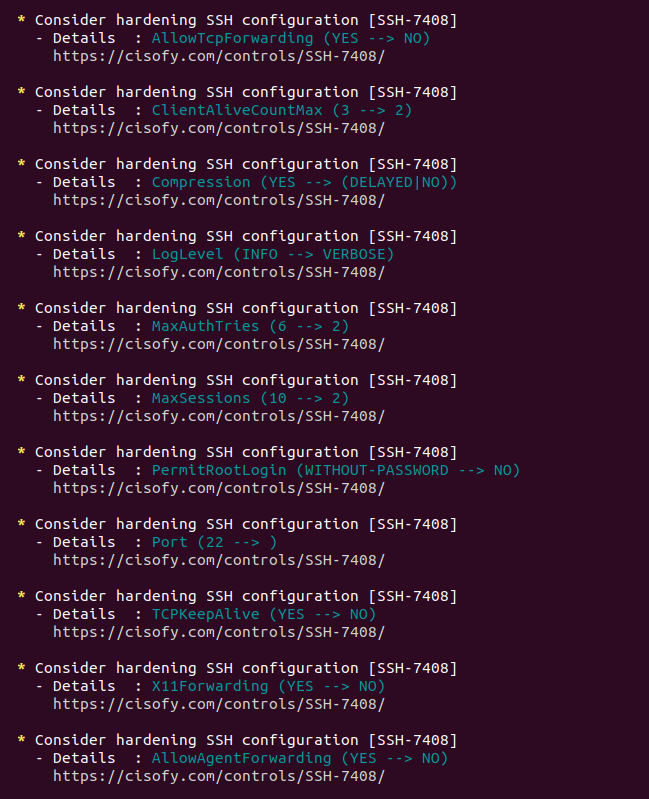 * Consider hardening SSH configuration [SSH-7408]
- Details  : AllowTcpForwarding (YES --> NO)
https://cisofy.com/controls/SSH-7408/
* Consider hardening SSH configuration [SSH-7408]
- Details  : ClientAliveCountMax (3 --> 2)
https://cisofy.com/controls/SSH-7408/
* Consider hardening SSH configuration [SSH-7408]
- Details  : Compression (YES --> (DELAYED|NO))
https://cisofy.com/controls/SSH-7408/
* Consider hardening SSH configuration [SSH-7408]
- Details  : LogLevel (INFO --> VERBOSE)
https://cisofy.com/controls/SSH-7408/
* Consider hardening SSH configuration [SSH-7408]
- Details  : MaxAuthTries (6 --> 2)
https://cisofy.com/controls/SSH-7408/
* Consider hardening SSH configuration [SSH-7408]
- Details  : MaxSessions (10 --> 2)
https://cisofy.com/controls/SSH-7408/
* Consider hardening SSH configuration [SSH-7408]
- Details  : PermitRootLogin (WITHOUT-PASSWORD --> NO)
https://cisofy.com/controls/SSH-7408/
* Consider hardening SSH configuration [SSH-7408]
- Details  : Port (22 --> )
https://cisofy.com/controls/SSH-7408/
* Consider hardening SSH configuration [SSH-7408]
- Details  : TCPKeepAlive (YES --> NO)
https://cisofy.com/controls/SSH-7408/
* Consider hardening SSH configuration [SSH-7408]
- Details  : X11Forwarding (YES --> NO)
https://cisofy.com/controls/SSH-7408/
* Consider hardening SSH configuration [SSH-7408]
- Details  : AllowAgentForwarding (YES --> NO)
https://cisofy.com/controls/SSH-7408/